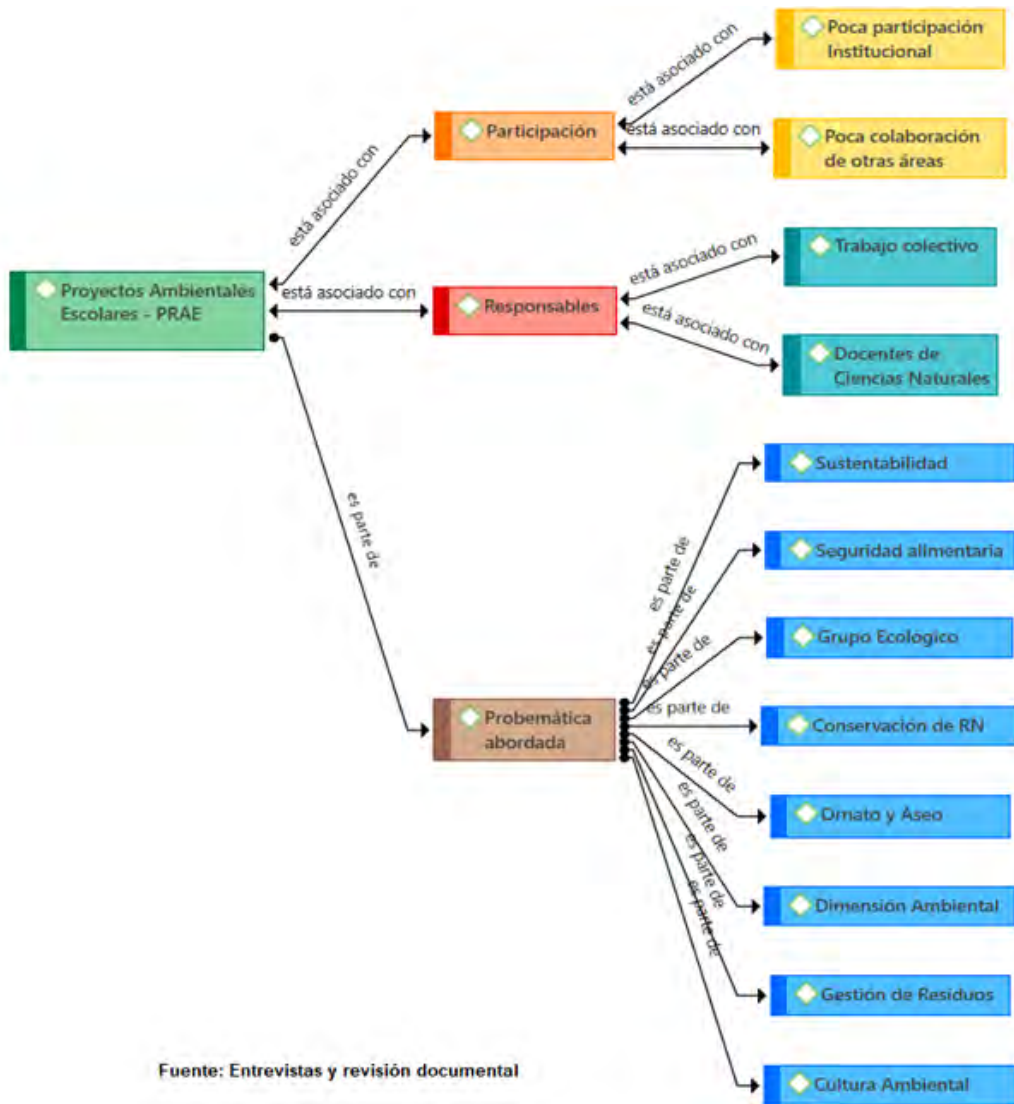 Poca participación
Institucional
está asociado con
Participación
está asociado con
Poca colaboración
de otras áreas
está asociado con
Trabajo colectivo
está asociado con
Proyectos Ambientales
Escolares - PRAE
está asociado con
Responsables
está asociado con
Docentes de
Ciencias Naturales
Sustentabilidad
es parte de
es parte de
Seguridad alimentaria
es parte de
Grupo Ecológico
es parte de
Probemática
abordada
es parte de
Conservación de RN
es parte de
Ornato y Aseo
es parte de
Dimensión Ambiental
es parte de
Gestión de Residuos
es parte de
Cultura Ambiental
Fuente: Entrevistas y revisión documental